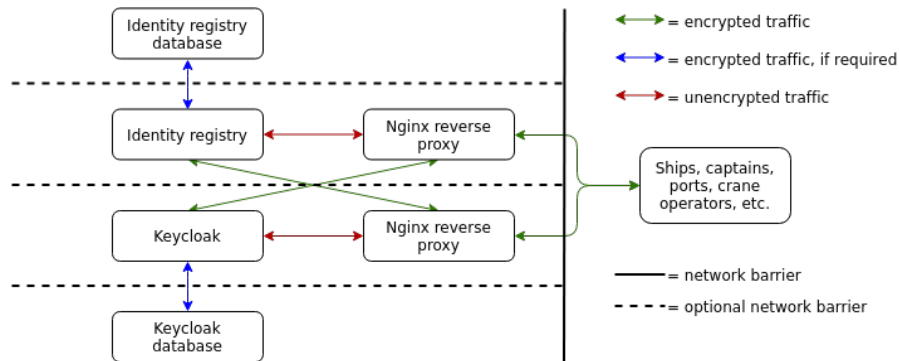 Identity registry
database
= encrypted traffic
= encrypted traffic, if required
= unencrypted traffic
Identity registry
Nginx reverse
proxy
Ships, captains,
ports, crane
operators, etc.
Keycloak
Nginx reverse
proxy
= network barrier
= optional network barrier
Keycloak
database